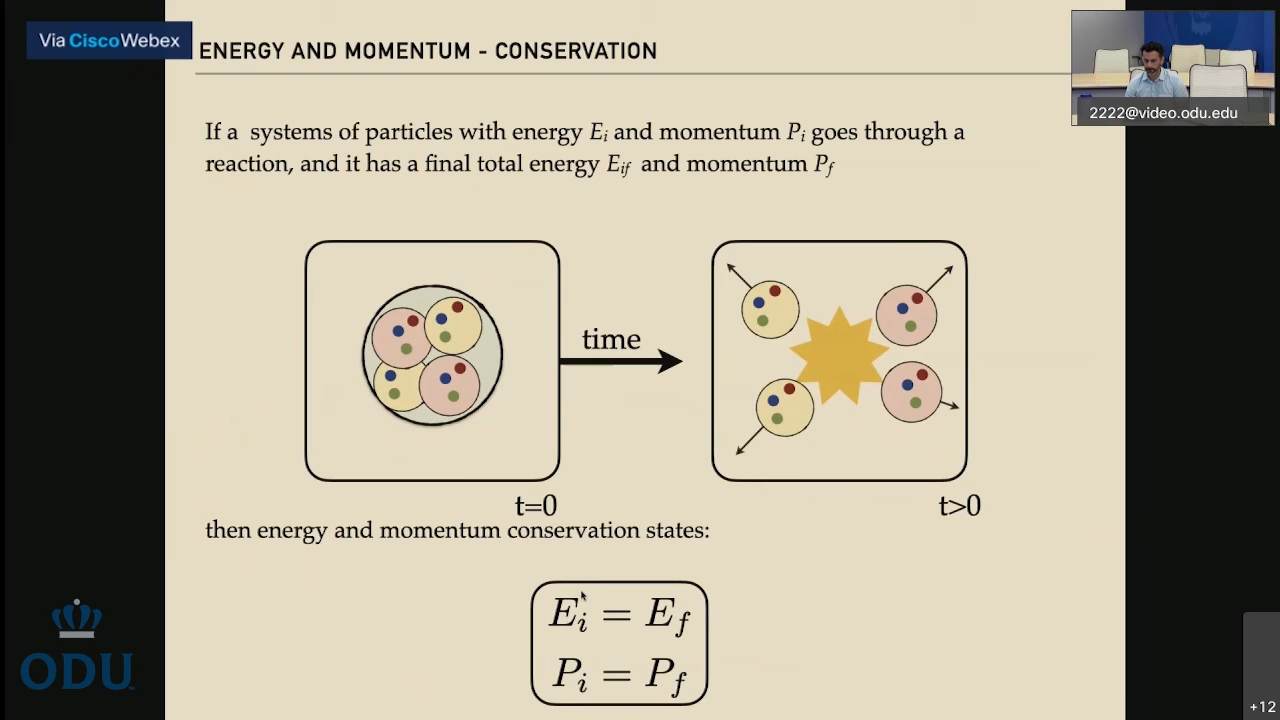 Via Cisco Webex
ENERGY AND MOMENTUM - CONSERVATION
2222@video.odu.edu
If a systems of particles with energy Ei and momentum Pi goes through a
reaction, and it has a final total energy Eif and momentum Pf
time
t=0
t>0
then energy and momentum conservation states:
Ei = Ef
Pi = Pf
ODU
+12